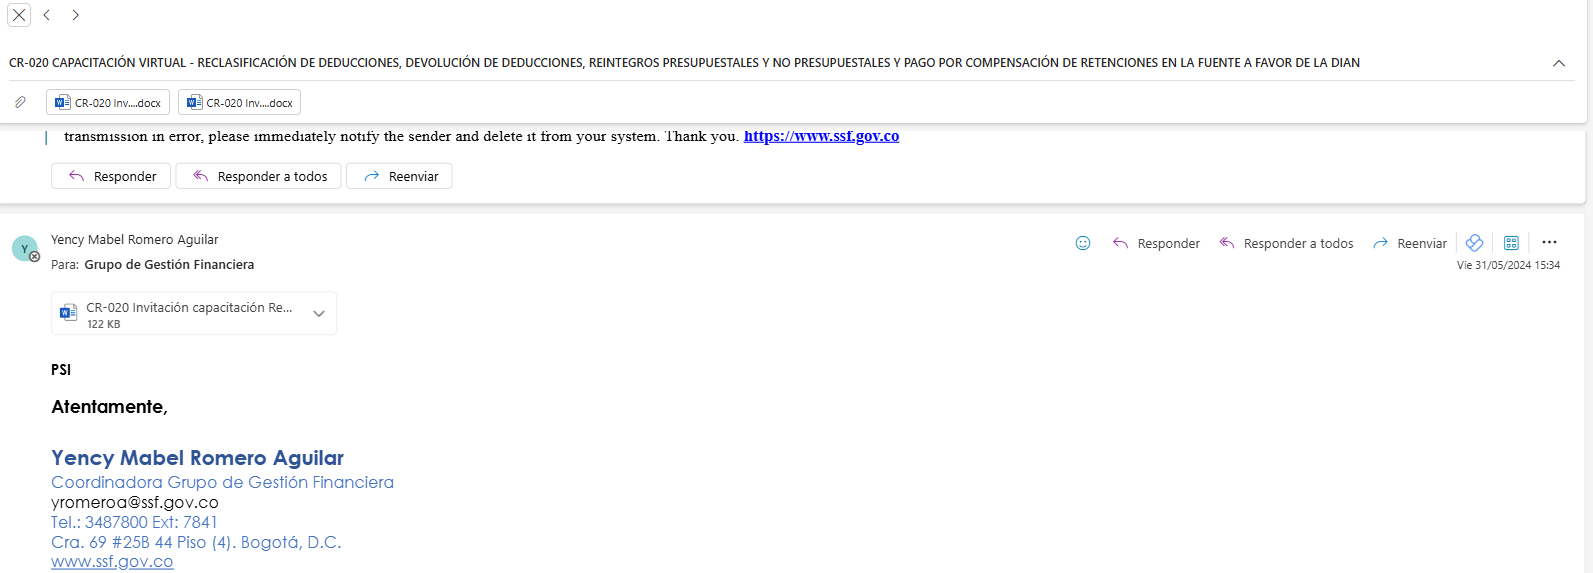 CR-020 CAPACITACIÓN VIRTUAL - RECLASIFICACIÓN DE DEDUCCIONES, DEVOLUCIÓN DE DEDUCCIONES, REINTEGROS PRESUPUESTALES Y NO PRESUPUESTALES Y PAGO POR COMPENSACIÓN DE RETENCIONES EN LA FUENTE A FAVOR DE LA DIAN
CR-020 Inv....docx CR-020 Inv....docx
transmission in error, please immediately notify the sender and delete it from your system. Thank you. https://www.ssf.gov.co
Responder Responder a todos Reenviar
Y
Yency Mabel Romero Aguilar
Responder Responder a todos Reenviar
Para: Grupo de Gestión Financiera
Vie 31/05/2024 15:34
CR-020 Invitación capacitación Re...
122 KB
PSI
Atentamente,
Yency Mabel Romero Aguilar
Coordinadora Grupo de Gestión Financiera
yromeroa@ssf.gov.co
Tel.: 3487800 Ext: 7841
Cra. 69 #25B 44 Piso (4). Bogotá, D.C.
www.ssf.gov.co